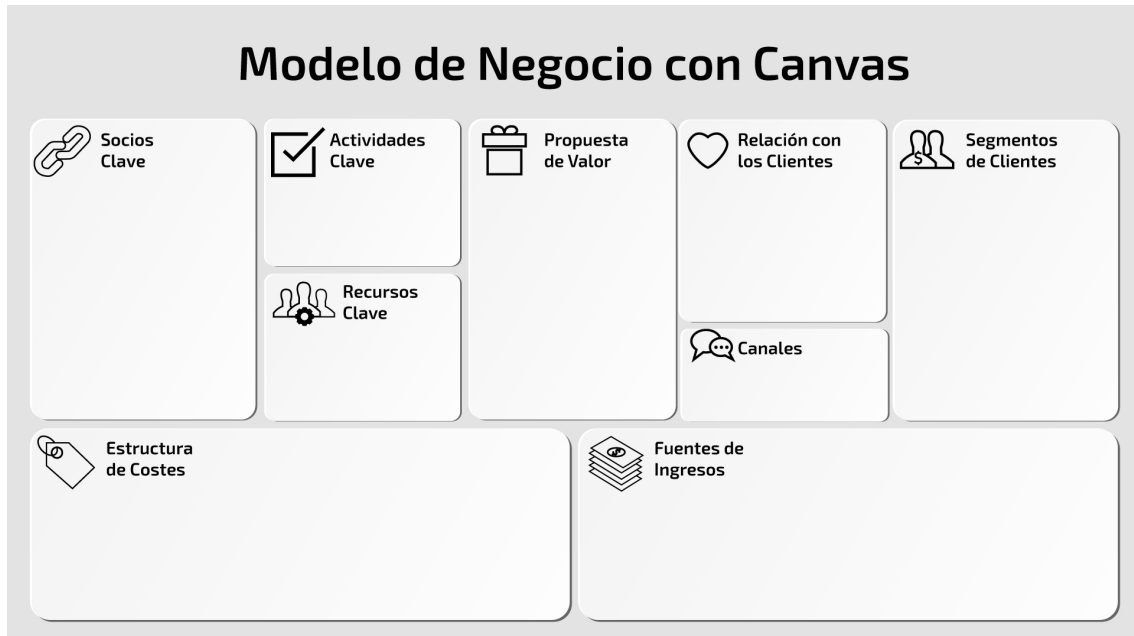 Modelo de Negocio con Canvas
Socios
Clave
Actividades
Clave
Recursos
Clave
Propuesta
de Valor
Relación con
los Clientes
Canales
Segmentos
de Clientes
Estructura
de Costes
Fuentes de
Ingresos